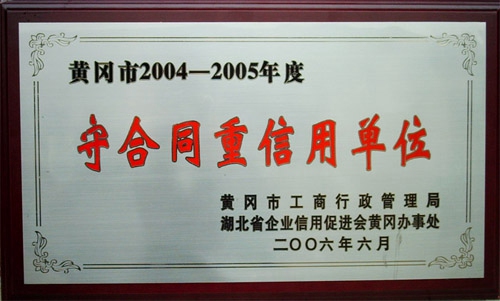 黄冈市2004—2005年度
守合同重信用单位
黄冈市工商行政管理局
湖北省企业信用促进会黄冈办事处
二〇〇六年六月